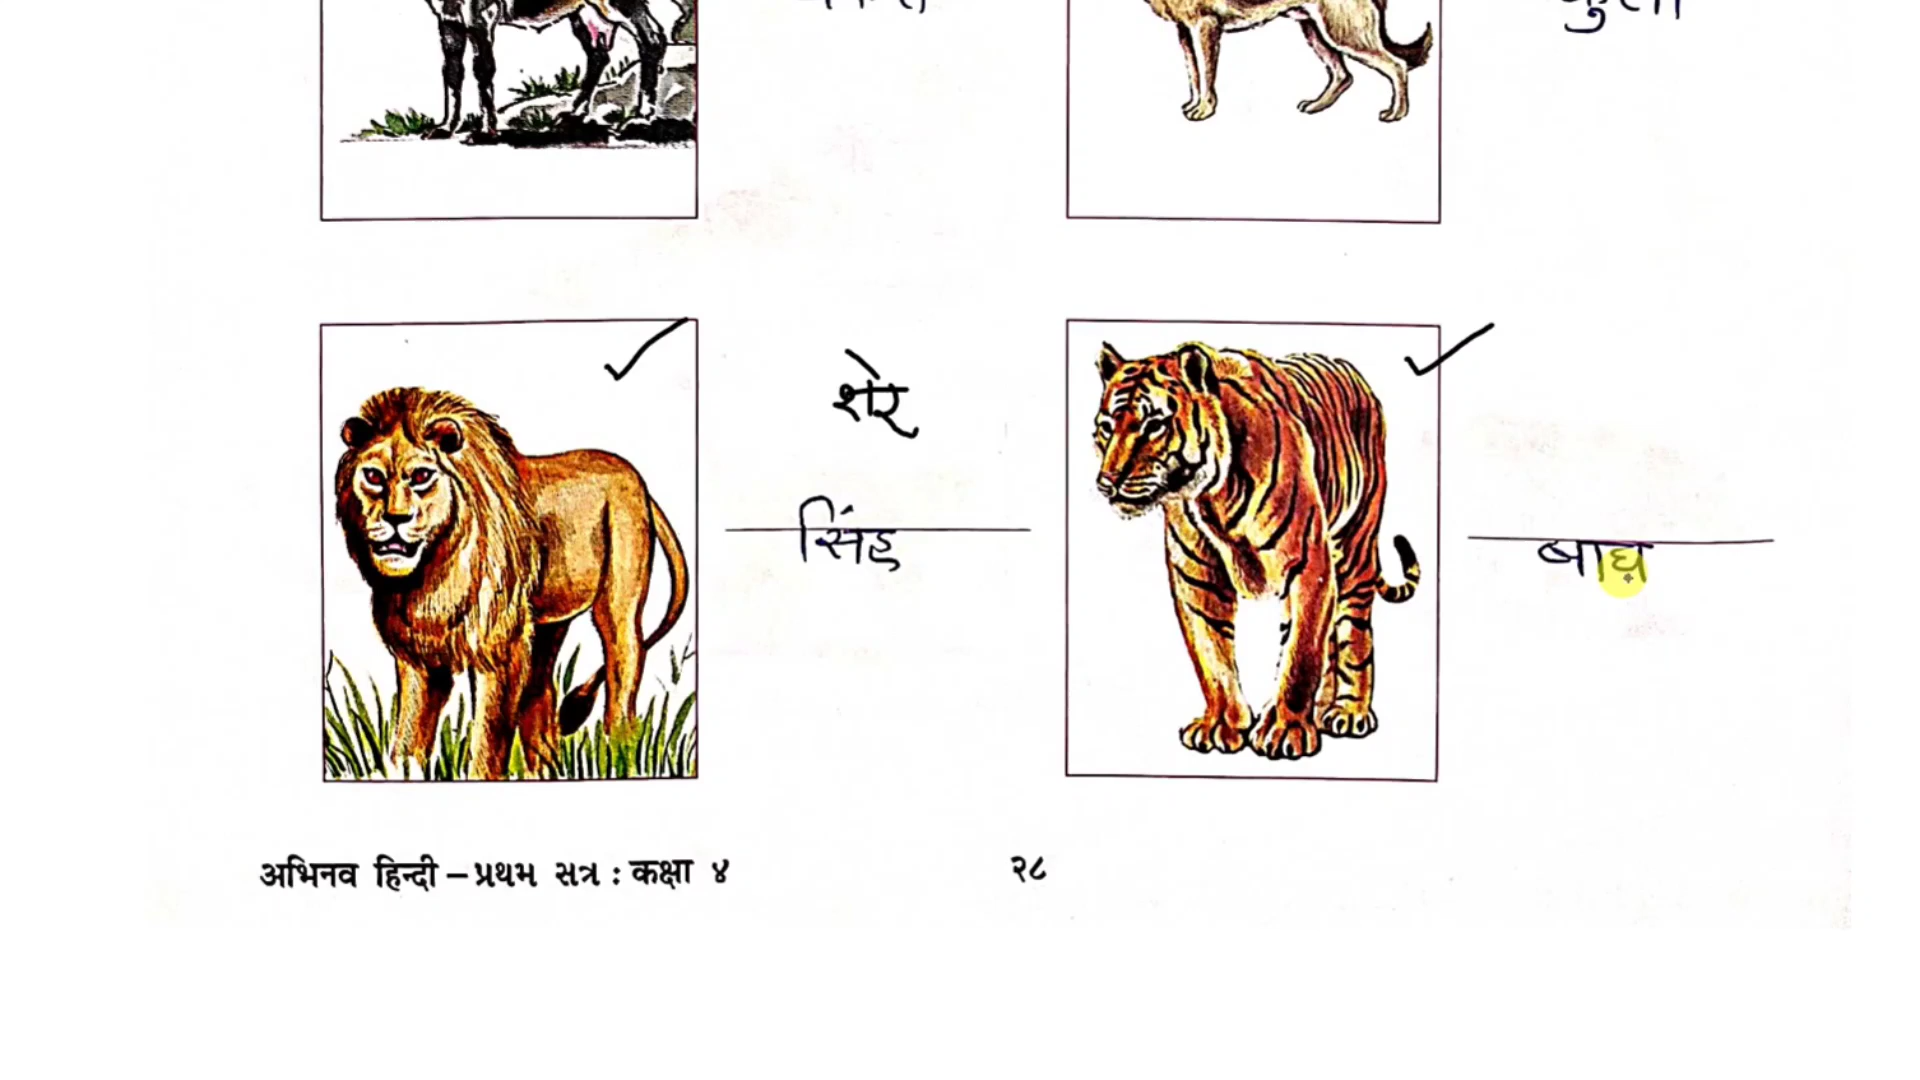 कुत्ता
शेर
सिंह
बाघ
अभिनव हिन्दी – प्रथम सत्र : कक्षा ४
२८